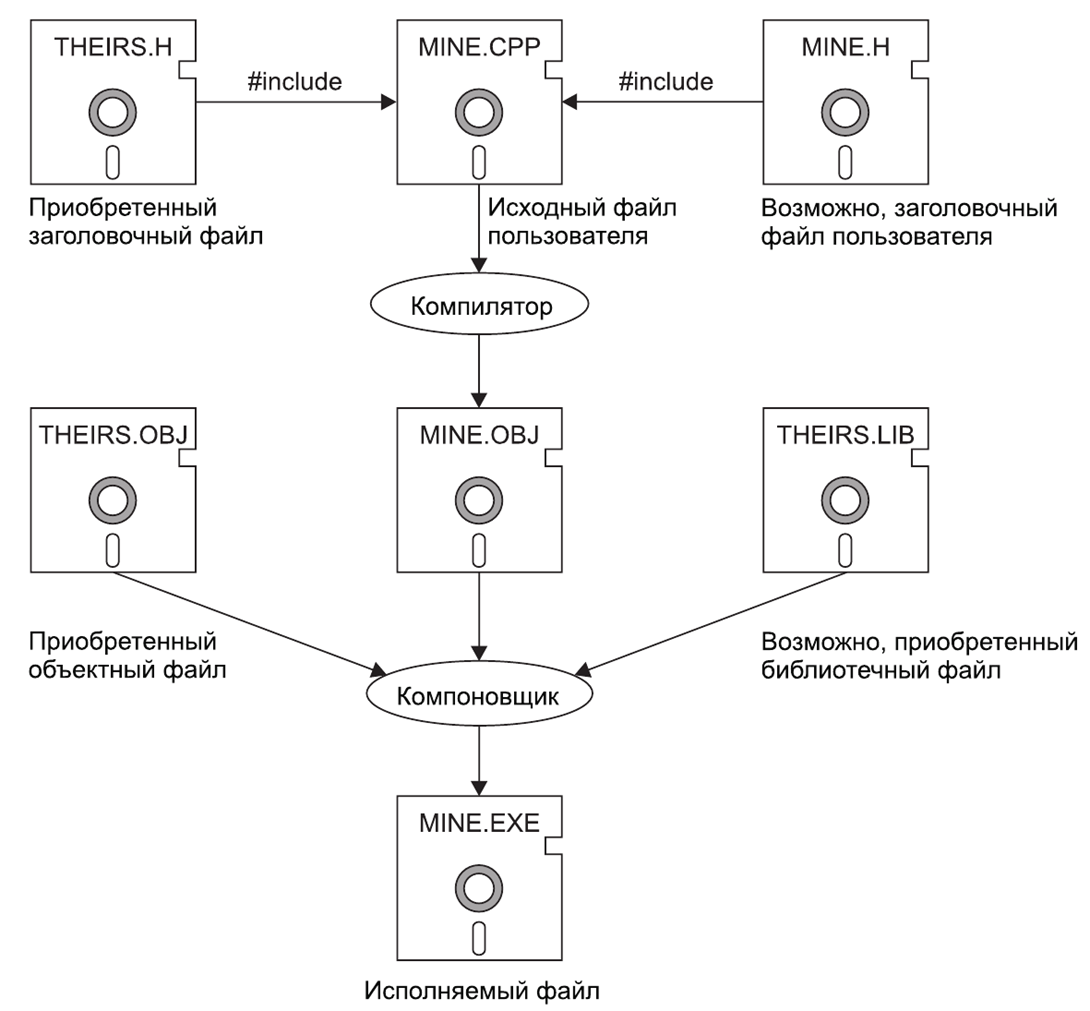 THEIRS.H
MINE.CPP
MINE.H
#include
#include
Приобретенный
заголовочный файл
Исходный файл
пользователя
Возможно, заголовочный
файл пользователя
Компилятор
THEIRS.OBJ
MINE.OBJ
THEIRS.LIB
Приобретенный
объектный файл
Возможно, приобретенный
библиотечный файл
Компоновщик
MINE.EXE
Исполняемый файл